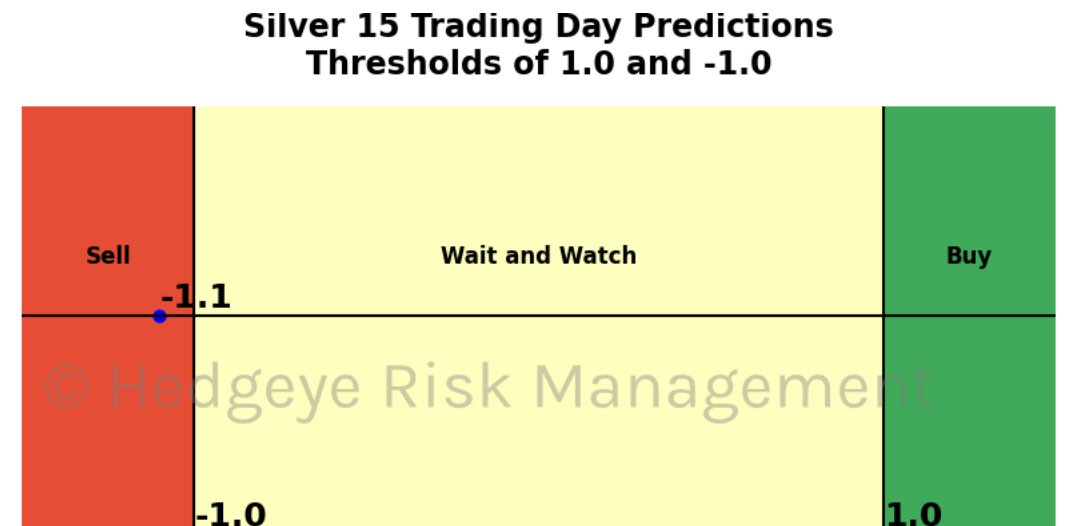 Silver 15 Trading Day Predictions
Thresholds of 1.0 and -1.0
Sell
Wait and Watch
Buy
-1.1
© Hedgeye Risk Management
-1.0
1.0